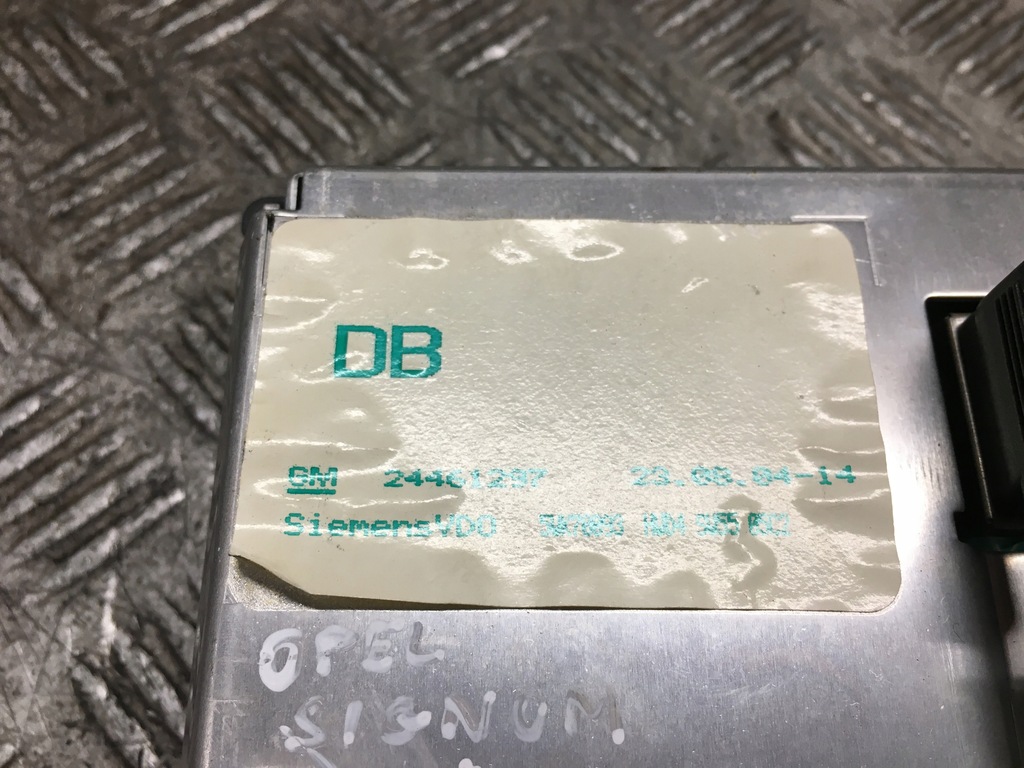 DB
GM 24461297 23.08.04-14
SiemensVDO
OPEL
SIGNUM